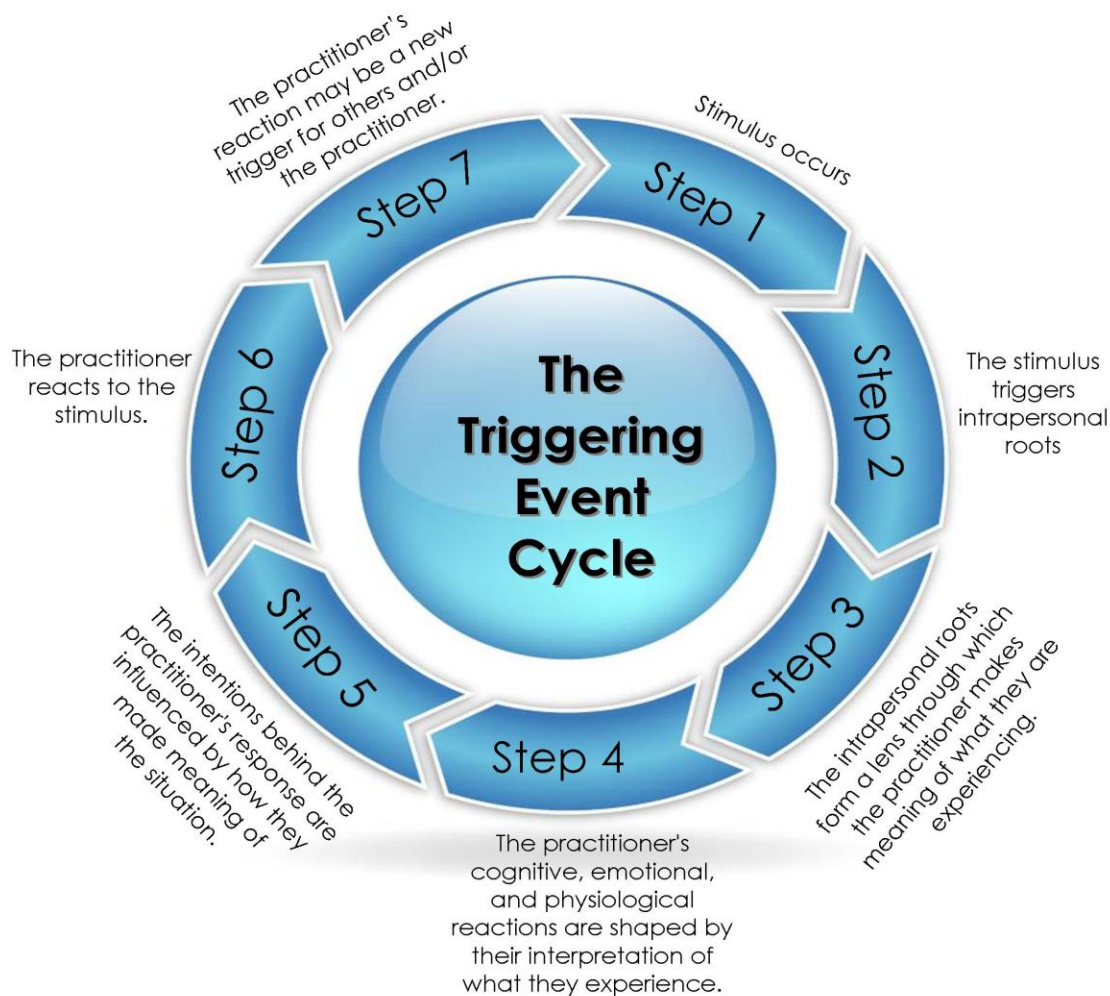 The
Triggering
Event
Cycle
Step 1
Stimulus occurs
Step 2
The stimulus
triggers
intrapersonal
roots
Step 3
The intrapersonal roots
form a lens through which
the practitioner makes
meaning of what they are
experiencing.
Step 4
The practitioner's
cognitive, emotional,
and physiological
reactions are shaped by
their interpretation of
what they experience.
Step 5
The intentions behind the
practitioner's response are
influenced by how they
made meaning of
the situation.
Step 6
The practitioner
reacts to the
stimulus.
Step 7
The practitioner's
reaction may be a new
trigger for others and/or
the practitioner.